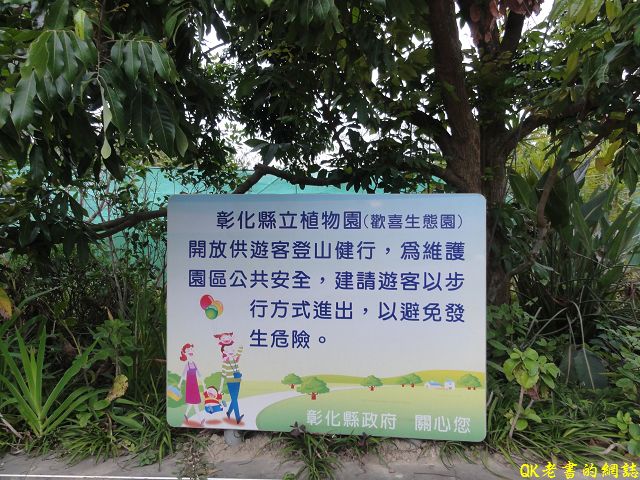 彰化縣立植物園(歡喜生態園)
開放供遊客登山健行，為維護
園區公共安全，建請遊客以步
行方式進出，以避免發
生危險。
彰化縣政府 關心您
QK老書的網誌